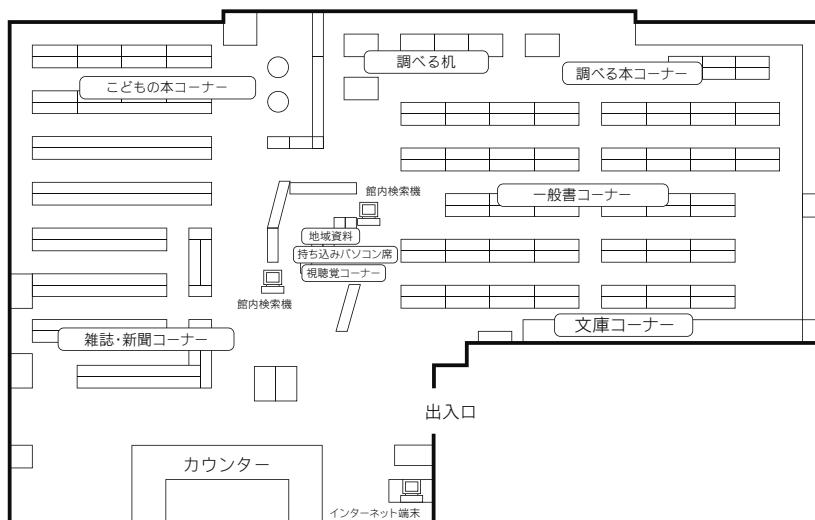 調べる机
調べる本コーナー
こどもの本コーナー
館内検索機
一般書コーナー
地域資料
持ち込みパソコン席
視聴覚コーナー
館内検索機
文庫コーナー
雑誌・新聞コーナー
出入口
カウンター
インターネット端末